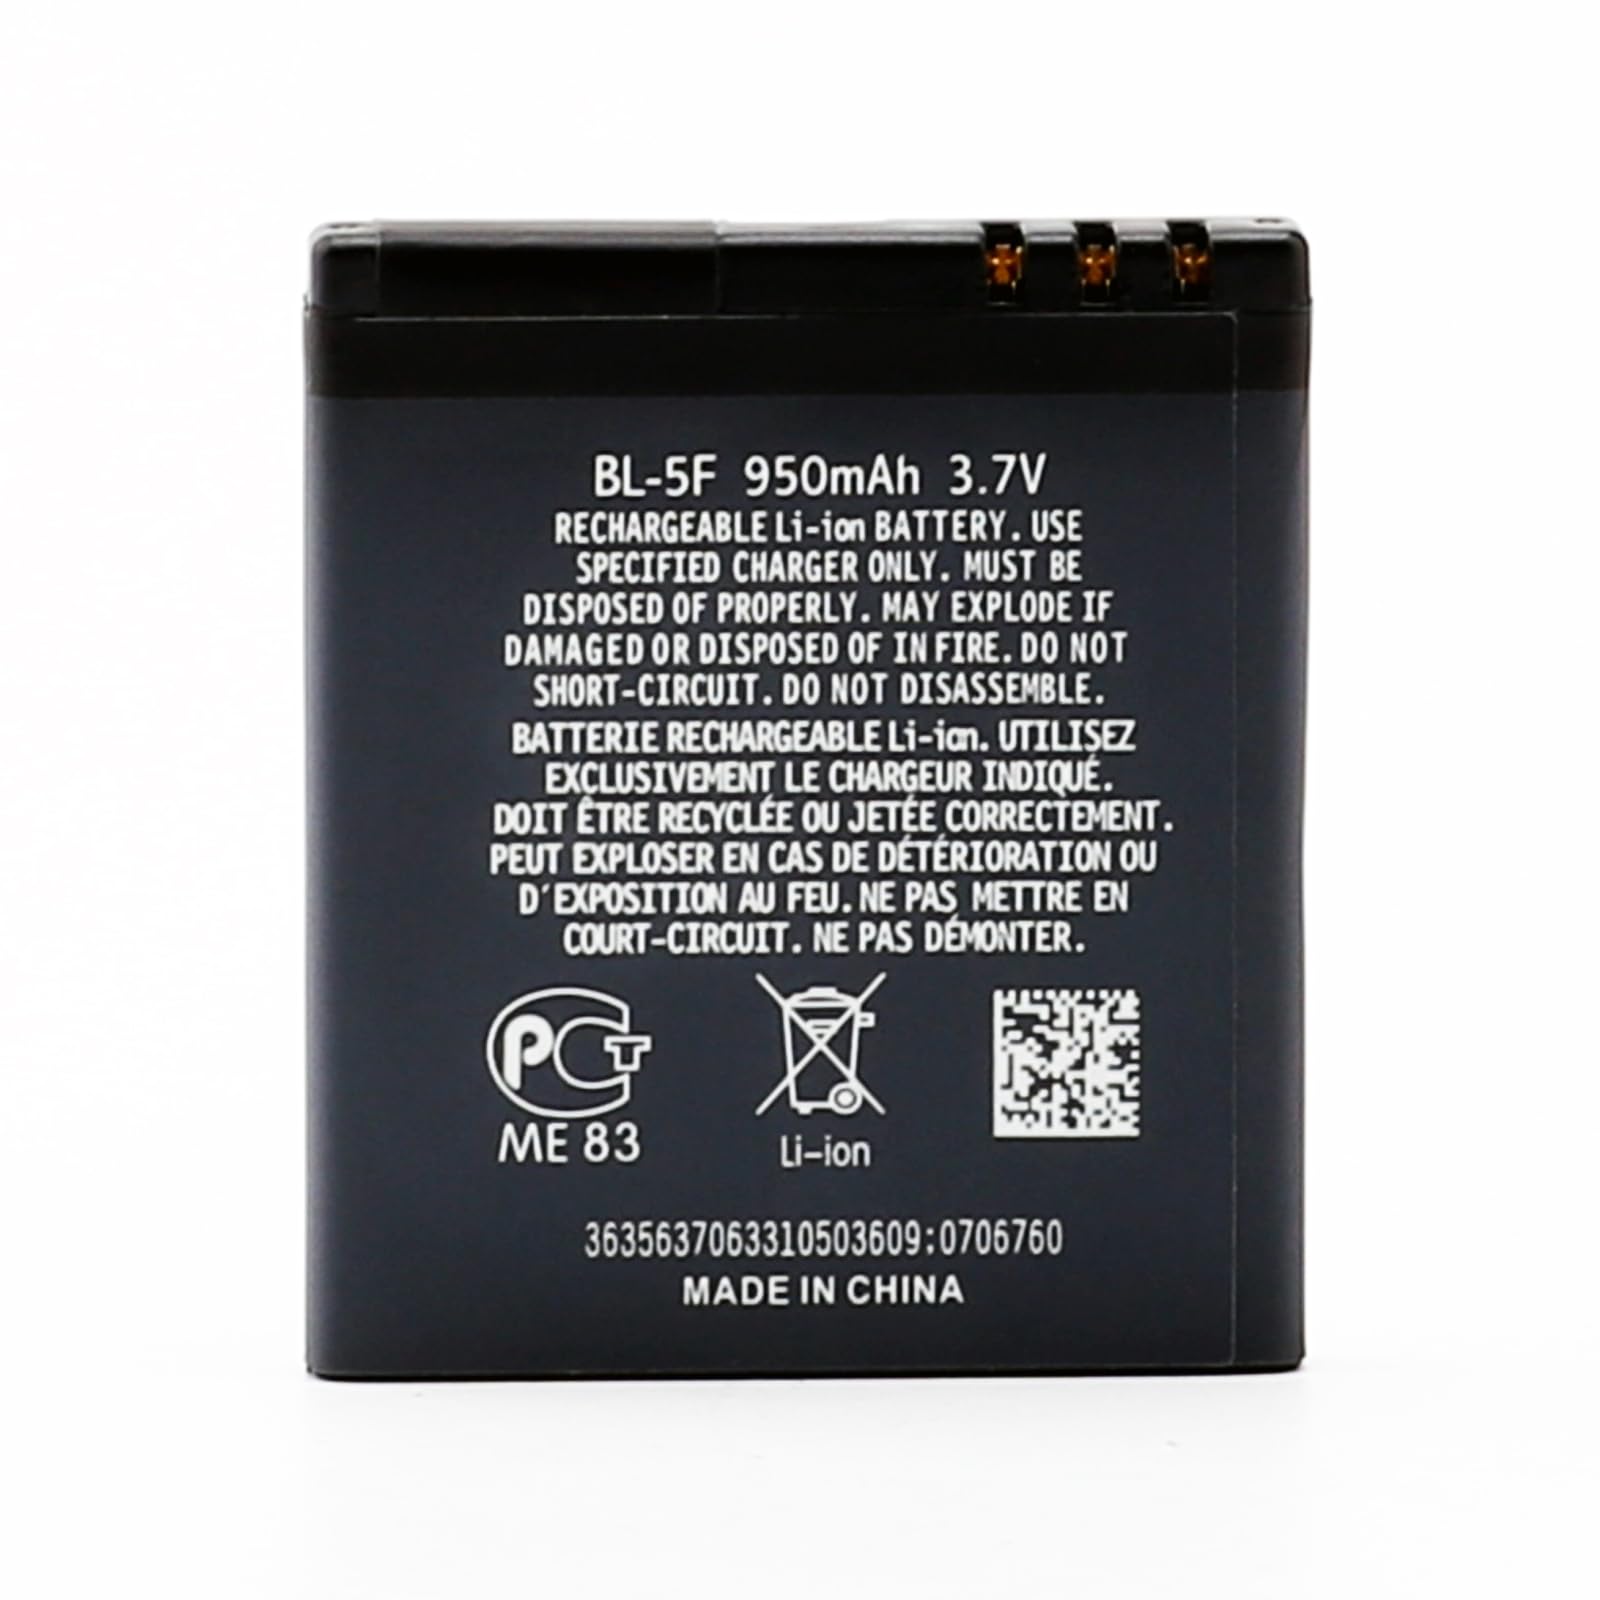 BL-5F 950mAh 3.7V
RECHARGEABLE Li-ion BATTERY. USE
SPECIFIED CHARGER ONLY. MUST BE
DISPOSED OF PROPERLY. MAY EXPLODE IF
DAMAGED OR DISPOSED OF IN FIRE. DO NOT
SHORT-CIRCUIT. DO NOT DISASSEMBLE.
BATTERIE RECHARGEABLE Li-ion. UTILISEZ
EXCLUSIVEMENT LE CHARGEUR INDIQUÉ.
DOIT ÊTRE RECYCLÉE OU JETÉE CORRECTEMENT.
PEUT EXPLOSER EN CAS DE DÉTÉRIORATION OU
D'EXPOSITION AU FEU. NE PAS METTRE EN
COURT-CIRCUIT. NE PAS DÉMONTER.
PCT
ME 83
Li-ion
3635637063310503609:0706760
MADE IN CHINA